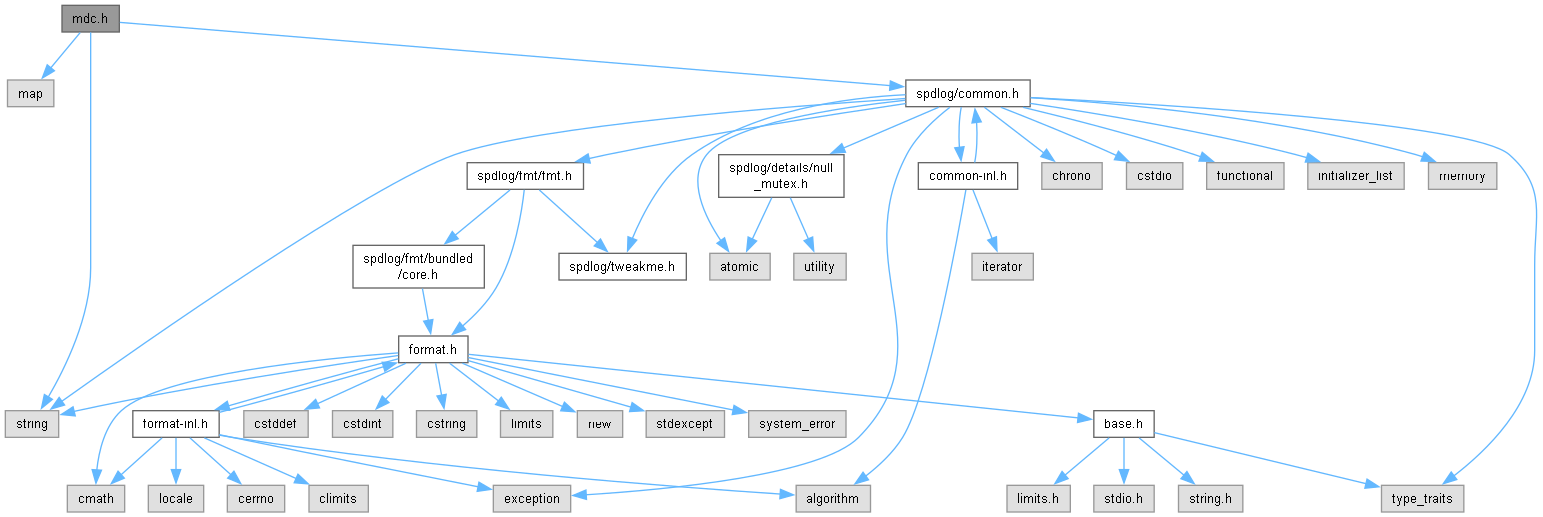 mdc.h
map
spdlog/common.h
spdlog/fmt/fmt.h
spdlog/details/null
_mutex.h
common-inl.h
chrono
cstdio
functional
initializer_list
memory
spdlog/fmt/bundled
/core.h
spdlog/tweakme.h
atomic
utility
iterator
format.h
string
format-inl.h
cstddef
cstdint
cstring
limits
new
stdexcept
system_error
base.h
cmath
locale
cerrno
climits
exception
algorithm
limits.h
stdio.h
string.h
type_traits